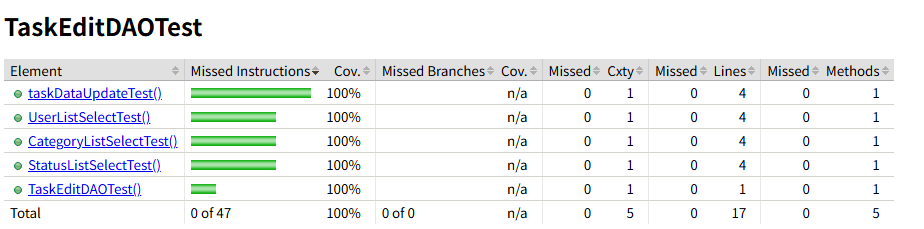 TaskEditDAOTest
Element Missed Instructions Cov. Missed Branches Cov. Missed Cxty Missed Lines Missed Methods
taskDataUpdateTest() 100% n/a 0 1 0 4 0 1
UserListSelectTest() 100% n/a 0 1 0 4 0 1
CategoryListSelectTest() 100% n/a 0 1 0 4 0 1
StatusListSelectTest() 100% n/a 0 1 0 4 0 1
TaskEditDAOTest() 100% n/a 0 1 0 1 0 1
Total 0 of 47 100% 0 of 0 n/a 0 5 0 17 0 5